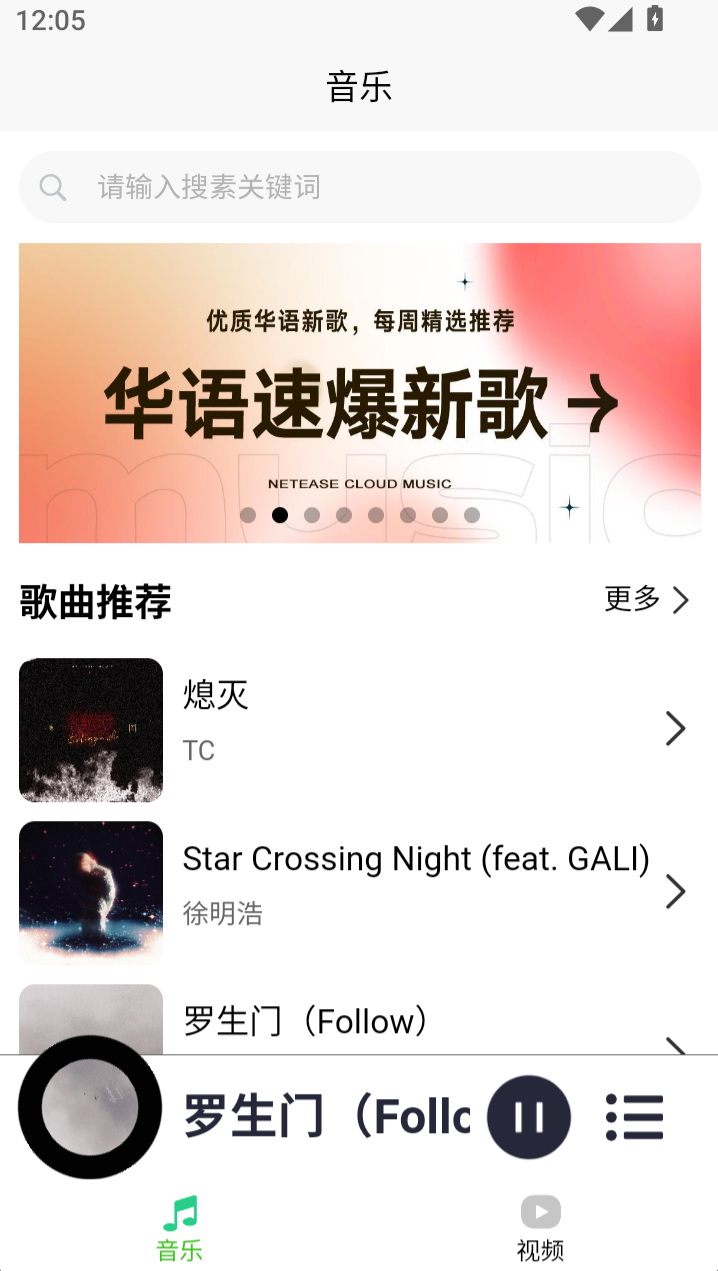 12:05
音乐
请输入搜素关键词
优质华语新歌，每周精选推荐
华语速爆新歌→
NETEASE CLOUD MUSIC
music
歌曲推荐
更多
熄灭
TC
Star Crossing Night (feat. GALI)
徐明浩
罗生门（Follow）
罗生门（Follo
音乐
视频